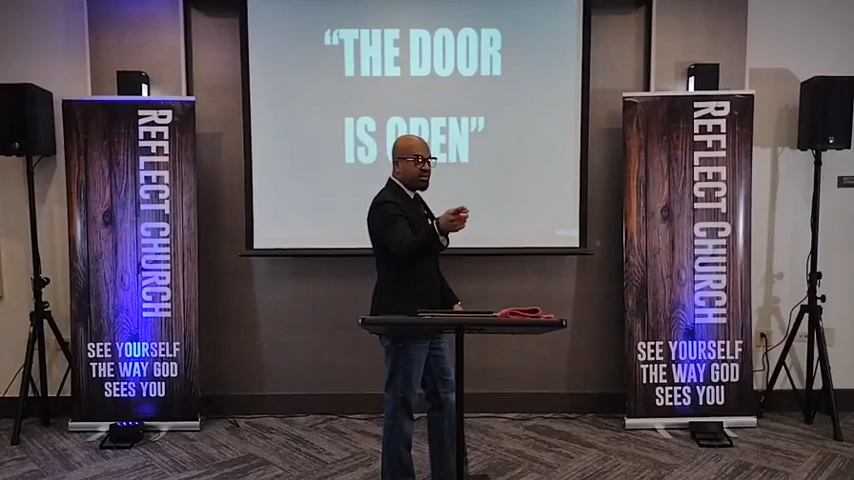 "THE DOOR
IS OPEN"
REFLECT CHURCH
SEE YOURSELF
THE WAY GOD
SEES YOU
REFLECT CHURCH
SEE YOURSELF
THE WAY GOD
SEES YOU